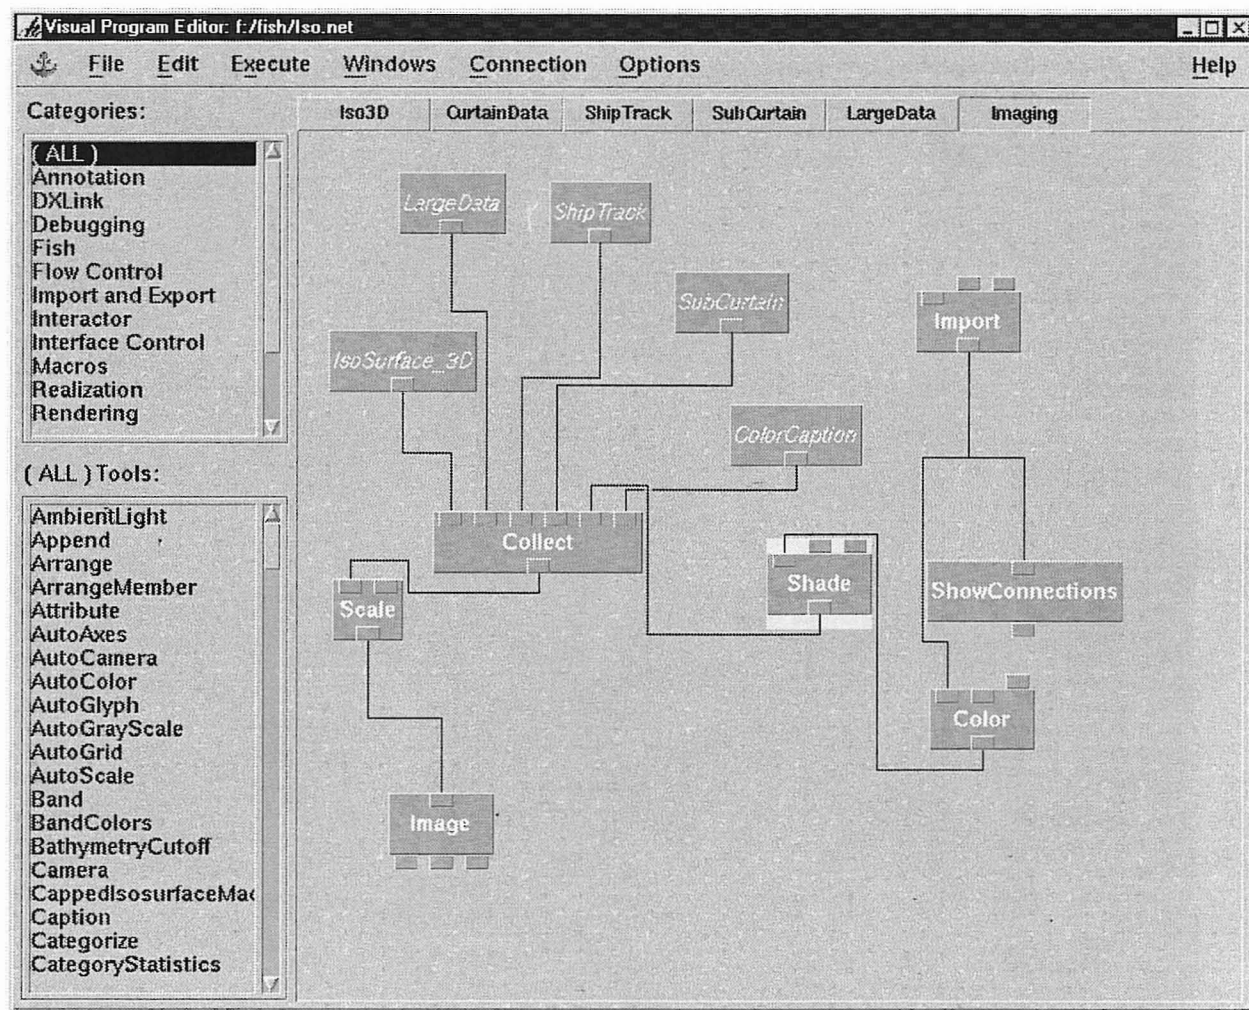 Visual Program Editor: f:/fish/Iso.net
File Edit Execute Windows Connection Options Help
Categories:
(ALL)
Annotation
DXLink
Debugging
Fish
Flow Control
Import and Export
Interactor
Interface Control
Macros
Realization
Rendering
(ALL) Tools:
AmbientLight
Append
Arrange
ArrangeMember
Attribute
AutoAxes
AutoCamera
AutoColor
AutoGlyph
AutoGrayScale
AutoGrid
AutoScale
Band
BandColors
BathymetryCutoff
Camera
CappedIsosurfaceMac
Caption
Categorize
CategoryStatistics
Iso3D CurtainData ShipTrack SubCurtain LargeData Imaging
LargeData
ShipTrack
SubCurtain
Import
IsoSurface_3D
ColorCaption
Collect
Shade
ShowConnections
Scale
Color
Image